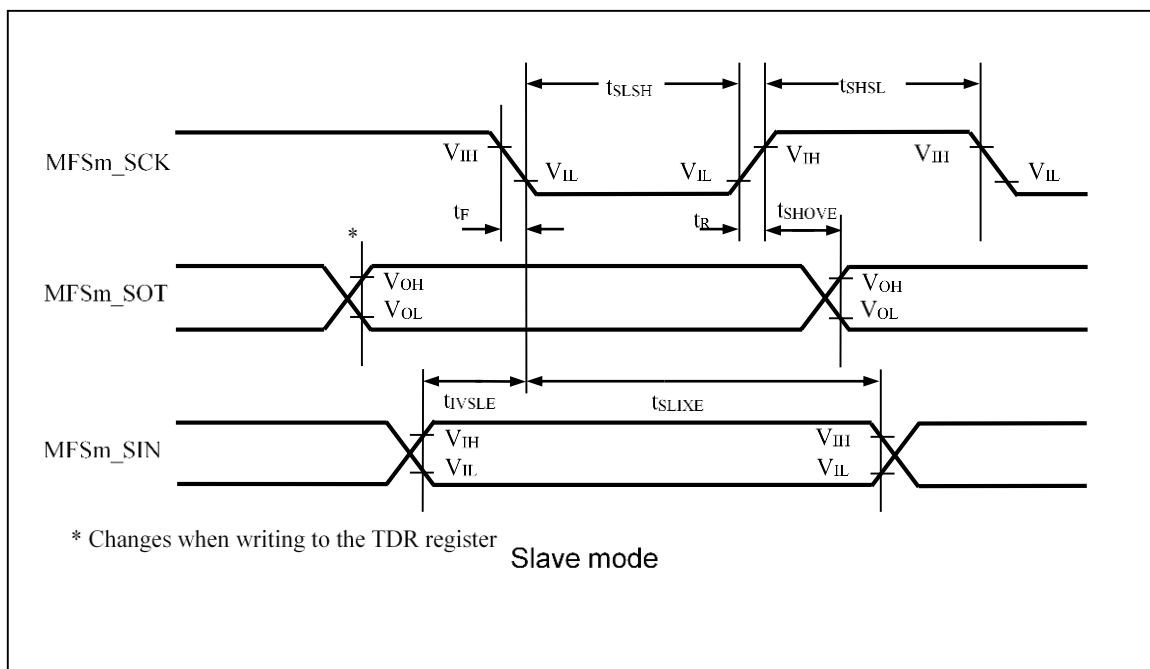 tSLSH
tSHSL
MFSm_SCK
VIH
VIL
VIL
VIH
VIH
VIL
tF
tR
tSHOVE
*
MFSm_SOT
VOH
VOL
VOH
VOL
tIVSLE
tSLIXE
MFSm_SIN
VIH
VIL
VIH
VIL
* Changes when writing to the TDR register
Slave mode